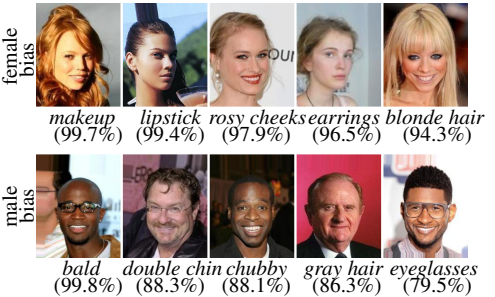 female
bias
makeup lipstick rosy cheeks earrings blonde hair
(99.7%) (99.4%) (97.9%) (96.5%) (94.3%)
male
bias
bald double chin chubby gray hair eyeglasses
(99.8%) (88.3%) (88.1%) (86.3%) (79.5%)